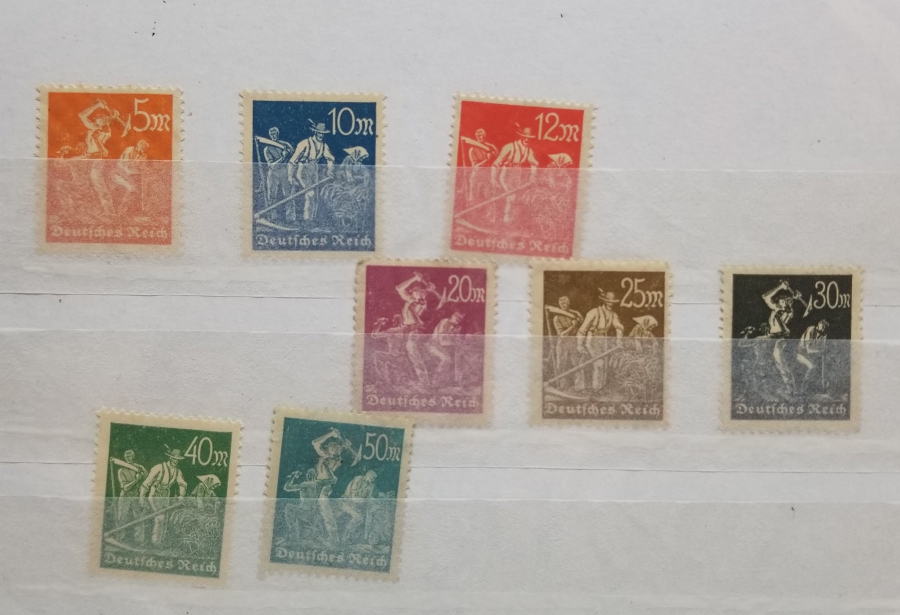 5M
Deutsches Reich
10M
Deutsches Reich
12M
Deutsches Reich
20M
Deutsches Reich
25M
Deutsches Reich
30M
Deutsches Reich
40M
Deutsches Reich
50M
Deutsches Reich